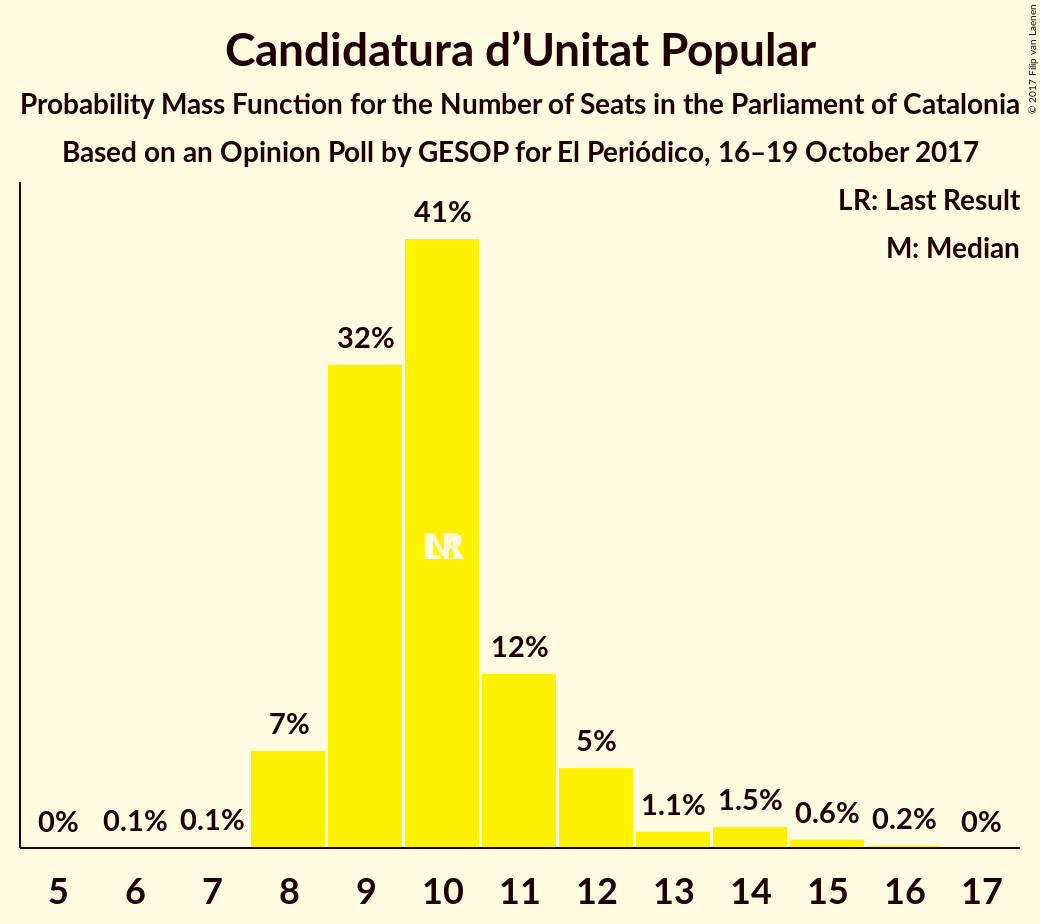 Candidatura d’Unitat Popular
Probability Mass Function for the Number of Seats in the Parliament of Catalonia
Based on an Opinion Poll by GESOP for El Periódico, 16–19 October 2017
© 2017 Filip van Laenen
LR: Last Result
M: Median
41%
32%
LR
M
12%
7%
5%
0% 0.1% 0.1% 1.1% 1.5% 0.6% 0.2% 0%
5 6 7 8 9 10 11 12 13 14 15 16 17